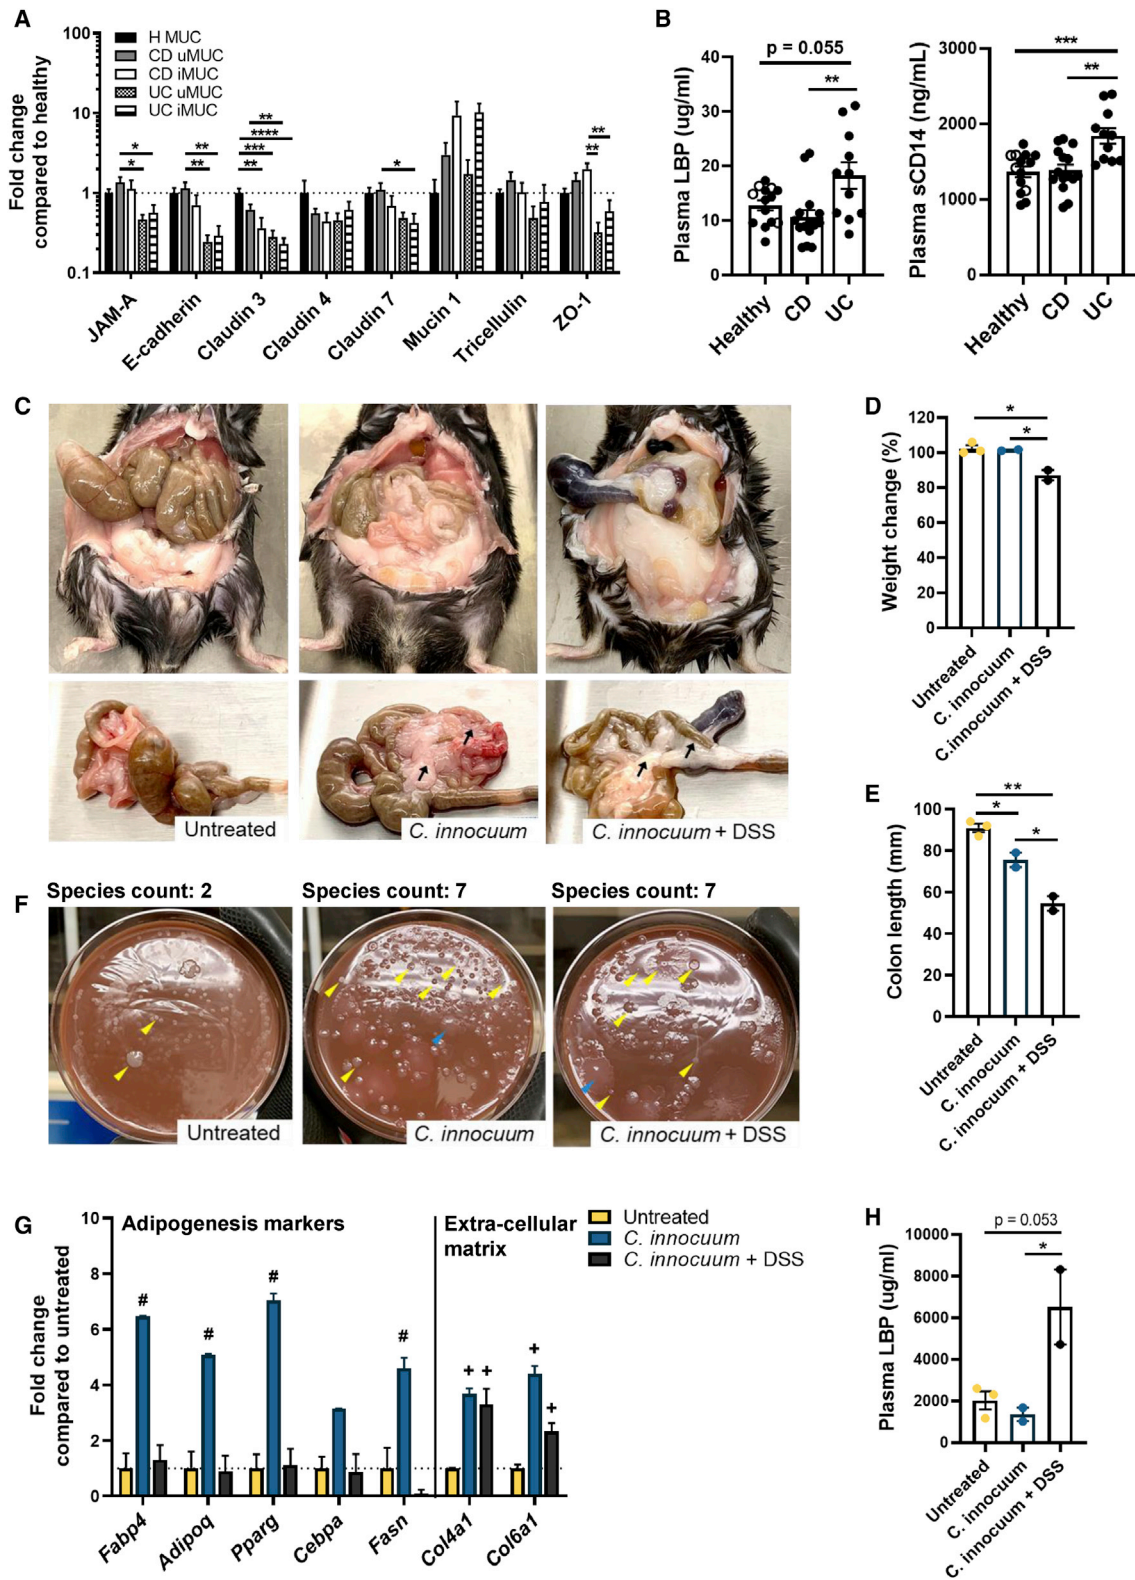 A
Fold change
compared to healthy
100
10
1
0.1
H MUC
CD uMUC
CD iMUC
UC uMUC
UC iMUC
*
*
**
**
**
****
***
**
*
**
**
JAM-A
E-cadherin
Claudin 3
Claudin 4
Claudin 7
Mucin 1
Tricellulin
ZO-1
B
Plasma LBP (ug/ml)
40
30
20
10
0
p = 0.055
**
Healthy
CD
UC
Plasma sCD14 (ng/mL)
3000
2000
1000
0
***
**
Healthy
CD
UC
C
Untreated
C. innocuum
C. innocuum + DSS
D
Weight change (%)
120
100
80
60
40
20
0
*
*
Untreated
C. innocuum
C.innocuum + DSS
E
Colon length (mm)
100
80
60
40
20
0
**
*
*
Untreated
C. innocuum
C. innocuum + DSS
F
Species count: 2
Species count: 7
Species count: 7
Untreated
C. innocuum
C. innocuum + DSS
G
Fold change
compared to untreated
10
8
6
4
2
0
Adipogenesis markers
Extra-cellular
matrix
Untreated
C. innocuum
C. innocuum + DSS
#
#
#
#
+
+
+
+
Fabp4
Adipoq
Pparg
Cebpa
Fasn
Col4a1
Col6a1
H
Plasma LBP (ug/ml)
10000
8000
6000
4000
2000
0
p = 0.053
*
Untreated
C. innocuum
C. innocuum + DSS